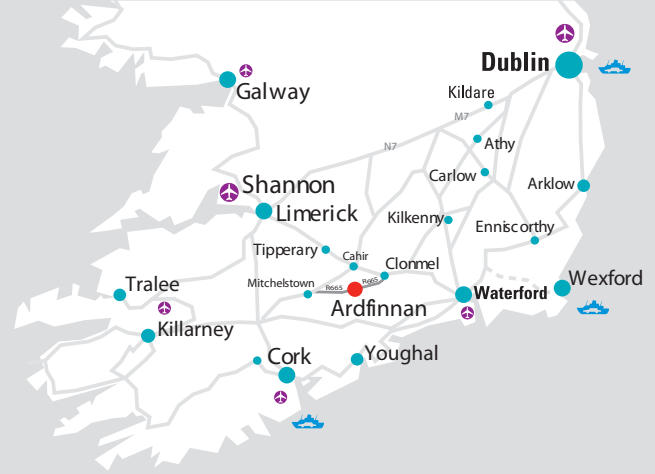 Dublin
Galway
Kildare
M7
N7
Athy
Carlow
Arklow
Shannon
Limerick
Kilkenny
Enniscorthy
Tipperary
Cahir
Clonmel
Mitchelstown
R665
R665
Tralee
Ardfinnan
Waterford
Wexford
Killarney
Cork
Youghal